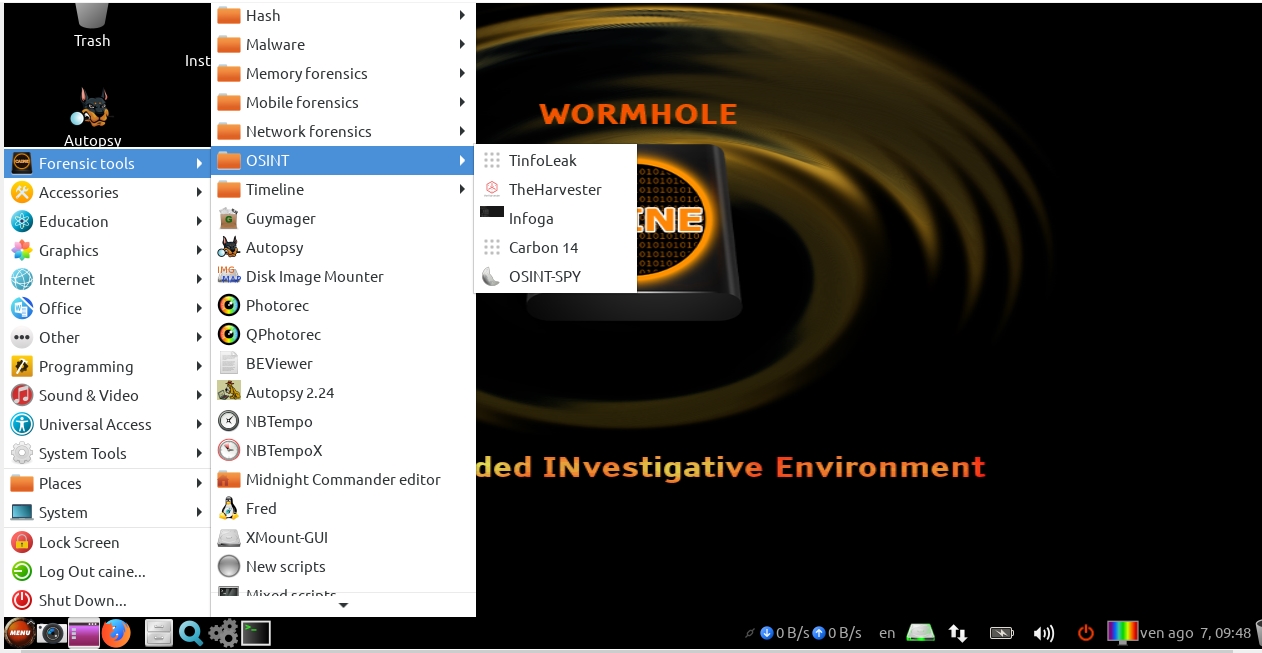 Trash
Inst
Autopsy
Forensic tools
Accessories
Education
Graphics
Internet
Office
Other
Programming
Sound & Video
Universal Access
System Tools
Places
System
Lock Screen
Log Out caine...
Shut Down...
Hash
Malware
Memory forensics
Mobile forensics
Network forensics
OSINT
Timeline
Guymager
Autopsy
Disk Image Mounter
Photorec
QPhotorec
BEViewer
Autopsy 2.24
NBTempo
NBTempoX
Midnight Commander editor
Fred
XMount-GUI
New scripts
Mixed scripts
TinfoLeak
TheHarvester
Infoga
Carbon 14
OSINT-SPY
WORMHOLE
INE
ded INvestigative Environment
MENU
0 B/s 0 B/s en ven ago 7, 09:48